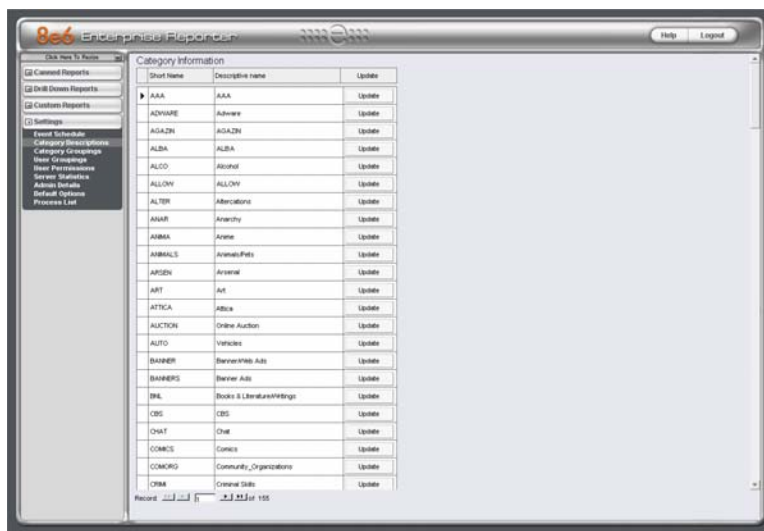 8e6 Enterprise Reporter
Help Logout
Click Here To Resize
Canned Reports
Drill Down Reports
Custom Reports
Settings
Event Schedule
Category Descriptions
Category Groupings
User Groupings
User Permissions
Server Statistics
Admin Details
Default Options
Process List
Category Information
Short Name Descriptive name Update
AAA AAA Update
ADWARE Adware Update
AGAZIN AGAZIN Update
ALBA ALBA Update
ALCO Alcohol Update
ALLOW ALLOW Update
ALTER Altercations Update
ANAR Anarchy Update
ANIMA Anime Update
ANIMALS Animals/Pets Update
ARSEN Arsenal Update
ART Art Update
ATTICA Attica Update
AUCTION Online Auction Update
AUTO Vehicles Update
BANNER Banner/Web Ads Update
BANNERS Banner Ads Update
BNL Books & Literature/Writings Update
CBS CBS Update
CHAT Chat Update
COMICS Comics Update
COMORG Community_Organizations Update
CRIMI Criminal Skills Update
Record 1 of 155